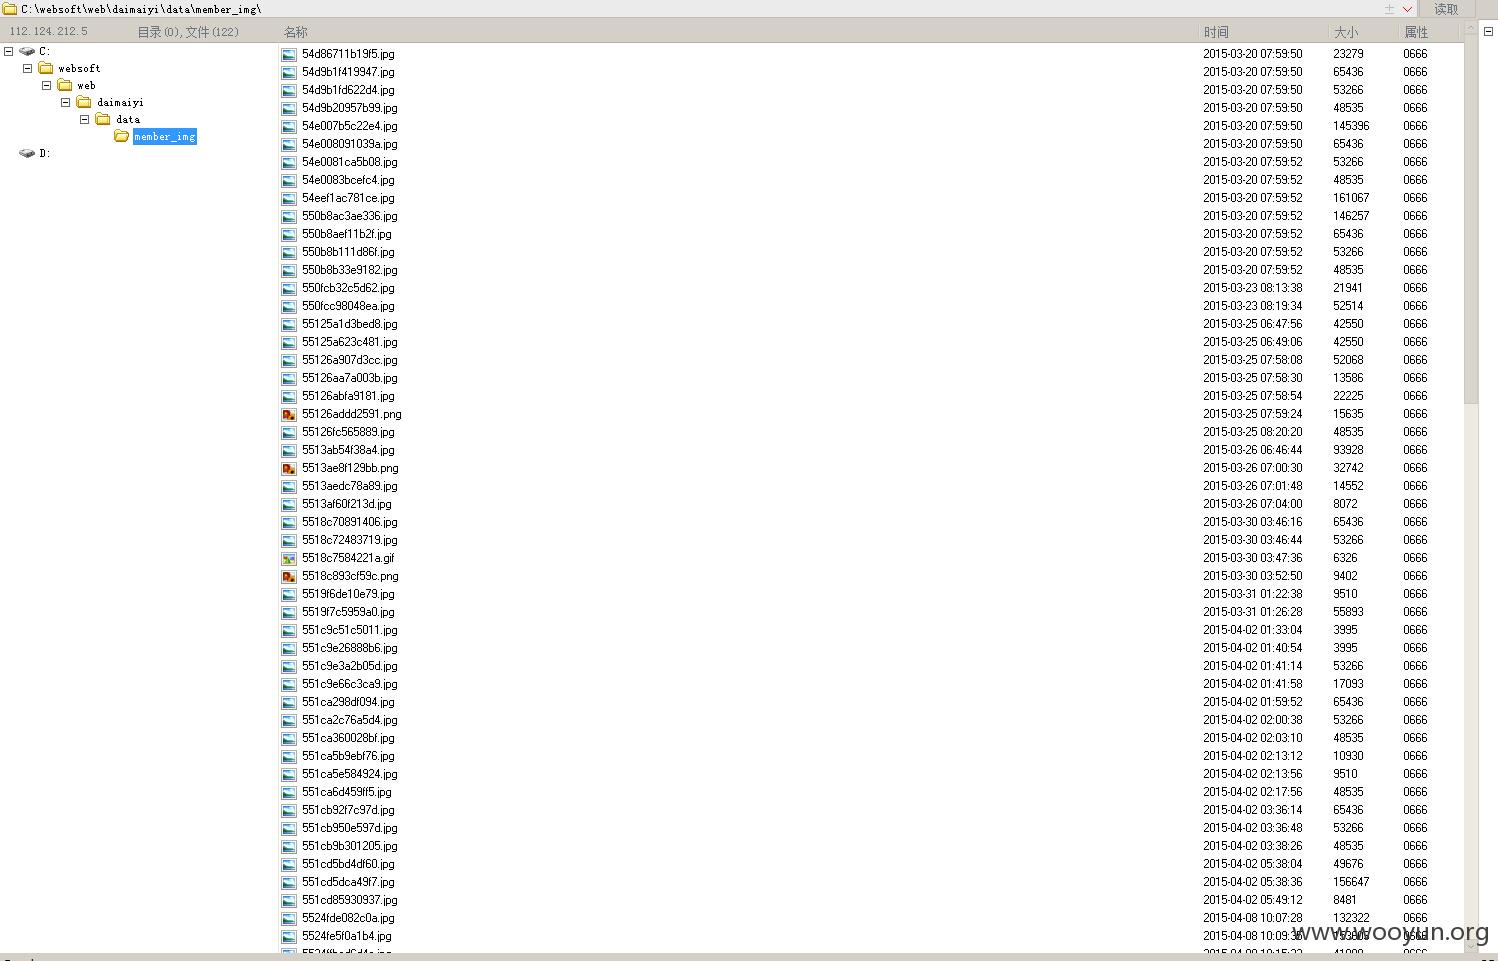 C:\websoft\web\daimaiyi\data\member_img\
读取
112.124.212.5 目录(0),文件(122) 名称 时间 大小 属性
C:
websoft
web
daimaiyi
data
member_img
D:
54d86711b19f5.jpg 2015-03-20 07:59:50 23279 0666
54d9b1f419947.jpg 2015-03-20 07:59:50 65436 0666
54d9b1fd622d4.jpg 2015-03-20 07:59:50 53266 0666
54d9b20957b99.jpg 2015-03-20 07:59:50 48535 0666
54e007b5c22e4.jpg 2015-03-20 07:59:50 145396 0666
54e008091039a.jpg 2015-03-20 07:59:50 65436 0666
54e0081ca5b08.jpg 2015-03-20 07:59:52 53266 0666
54e0083bcefc4.jpg 2015-03-20 07:59:52 48535 0666
54eef1ac781ce.jpg 2015-03-20 07:59:52 161067 0666
550b8ac3ae336.jpg 2015-03-20 07:59:52 146257 0666
550b8aef11b2f.jpg 2015-03-20 07:59:52 65436 0666
550b8b111d86f.jpg 2015-03-20 07:59:52 53266 0666
550b8b33e9182.jpg 2015-03-20 07:59:52 48535 0666
550fcb32c5d62.jpg 2015-03-23 08:13:38 21941 0666
550fcc98048ea.jpg 2015-03-23 08:19:34 52514 0666
55125a1d3bed8.jpg 2015-03-25 06:47:56 42550 0666
55125a623c481.jpg 2015-03-25 06:49:06 42550 0666
55126a907d3cc.jpg 2015-03-25 07:58:08 52068 0666
55126aa7a003b.jpg 2015-03-25 07:58:30 13586 0666
55126abfa9181.jpg 2015-03-25 07:58:54 22225 0666
55126addd2591.png 2015-03-25 07:59:24 15635 0666
55126fc565889.jpg 2015-03-25 08:20:20 48535 0666
5513ab54f38a4.jpg 2015-03-26 06:46:44 93928 0666
5513ae8f129bb.png 2015-03-26 07:00:30 32742 0666
5513aedc78a89.jpg 2015-03-26 07:01:48 14552 0666
5513af60f213d.jpg 2015-03-26 07:04:00 8072 0666
5518c70891406.jpg 2015-03-30 03:46:16 65436 0666
5518c72483719.jpg 2015-03-30 03:46:44 53266 0666
5518c7584221a.gif 2015-03-30 03:47:36 6326 0666
5518c893cf59c.png 2015-03-30 03:52:50 9402 0666
5519f6de10e79.jpg 2015-03-31 01:22:38 9510 0666
5519f7c5959a0.jpg 2015-03-31 01:26:28 55893 0666
551c9c51c5011.jpg 2015-04-02 01:33:04 3995 0666
551c9e26888b6.jpg 2015-04-02 01:40:54 3995 0666
551c9e3a2b05d.jpg 2015-04-02 01:41:14 53266 0666
551c9e66c3ca9.jpg 2015-04-02 01:41:58 17093 0666
551ca298df094.jpg 2015-04-02 01:59:52 65436 0666
551ca2c76a5d4.jpg 2015-04-02 02:00:38 53266 0666
551ca360028bf.jpg 2015-04-02 02:03:10 48535 0666
551ca5b9ebf76.jpg 2015-04-02 02:13:12 10930 0666
551ca5e584924.jpg 2015-04-02 02:13:56 9510 0666
551ca6d459ff5.jpg 2015-04-02 02:17:56 48535 0666
551cb92f7c97d.jpg 2015-04-02 03:36:14 65436 0666
551cb950e597d.jpg 2015-04-02 03:36:48 53266 0666
551cb9b301205.jpg 2015-04-02 03:38:26 48535 0666
551cd5bd4df60.jpg 2015-04-02 05:38:04 49676 0666
551cd5dca49f7.jpg 2015-04-02 05:38:36 156647 0666
551cd85930937.jpg 2015-04-02 05:49:12 8481 0666
5524fde082c0a.jpg 2015-04-08 10:07:28 132322 0666
5524fe5f0a1b4.jpg 2015-04-08
www.wooyun.org